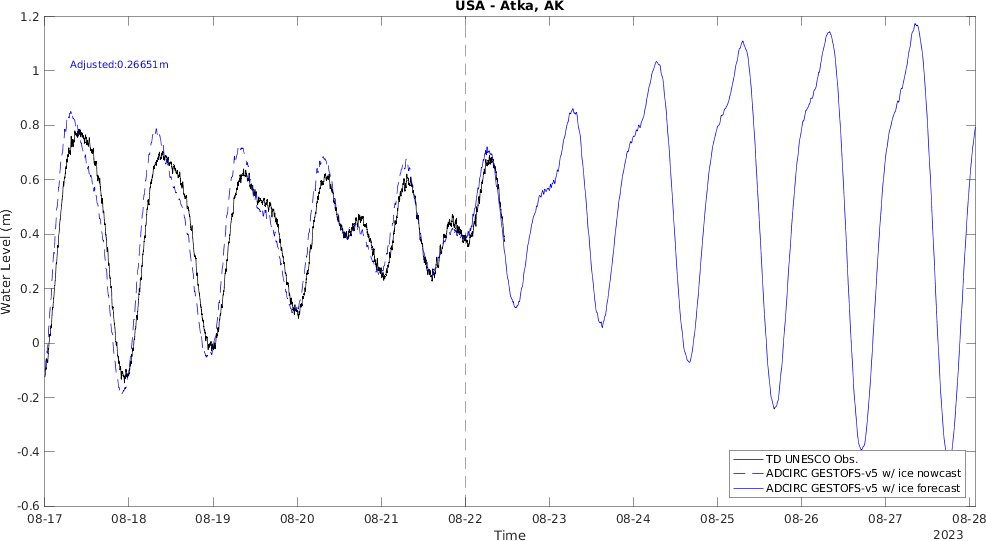 USA - Atka, AK
1.2
1
0.8
0.6
0.4
0.2
0
-0.2
-0.4
-0.6
Water Level (m)
Adjusted:0.26651m
TD UNESCO Obs.
ADCIRC GESTOFS-v5 w/ ice nowcast
ADCIRC GESTOFS-v5 w/ ice forecast
08-17 08-18 08-19 08-20 08-21 08-22 08-23 08-24 08-25 08-26 08-27 08-28
Time
2023